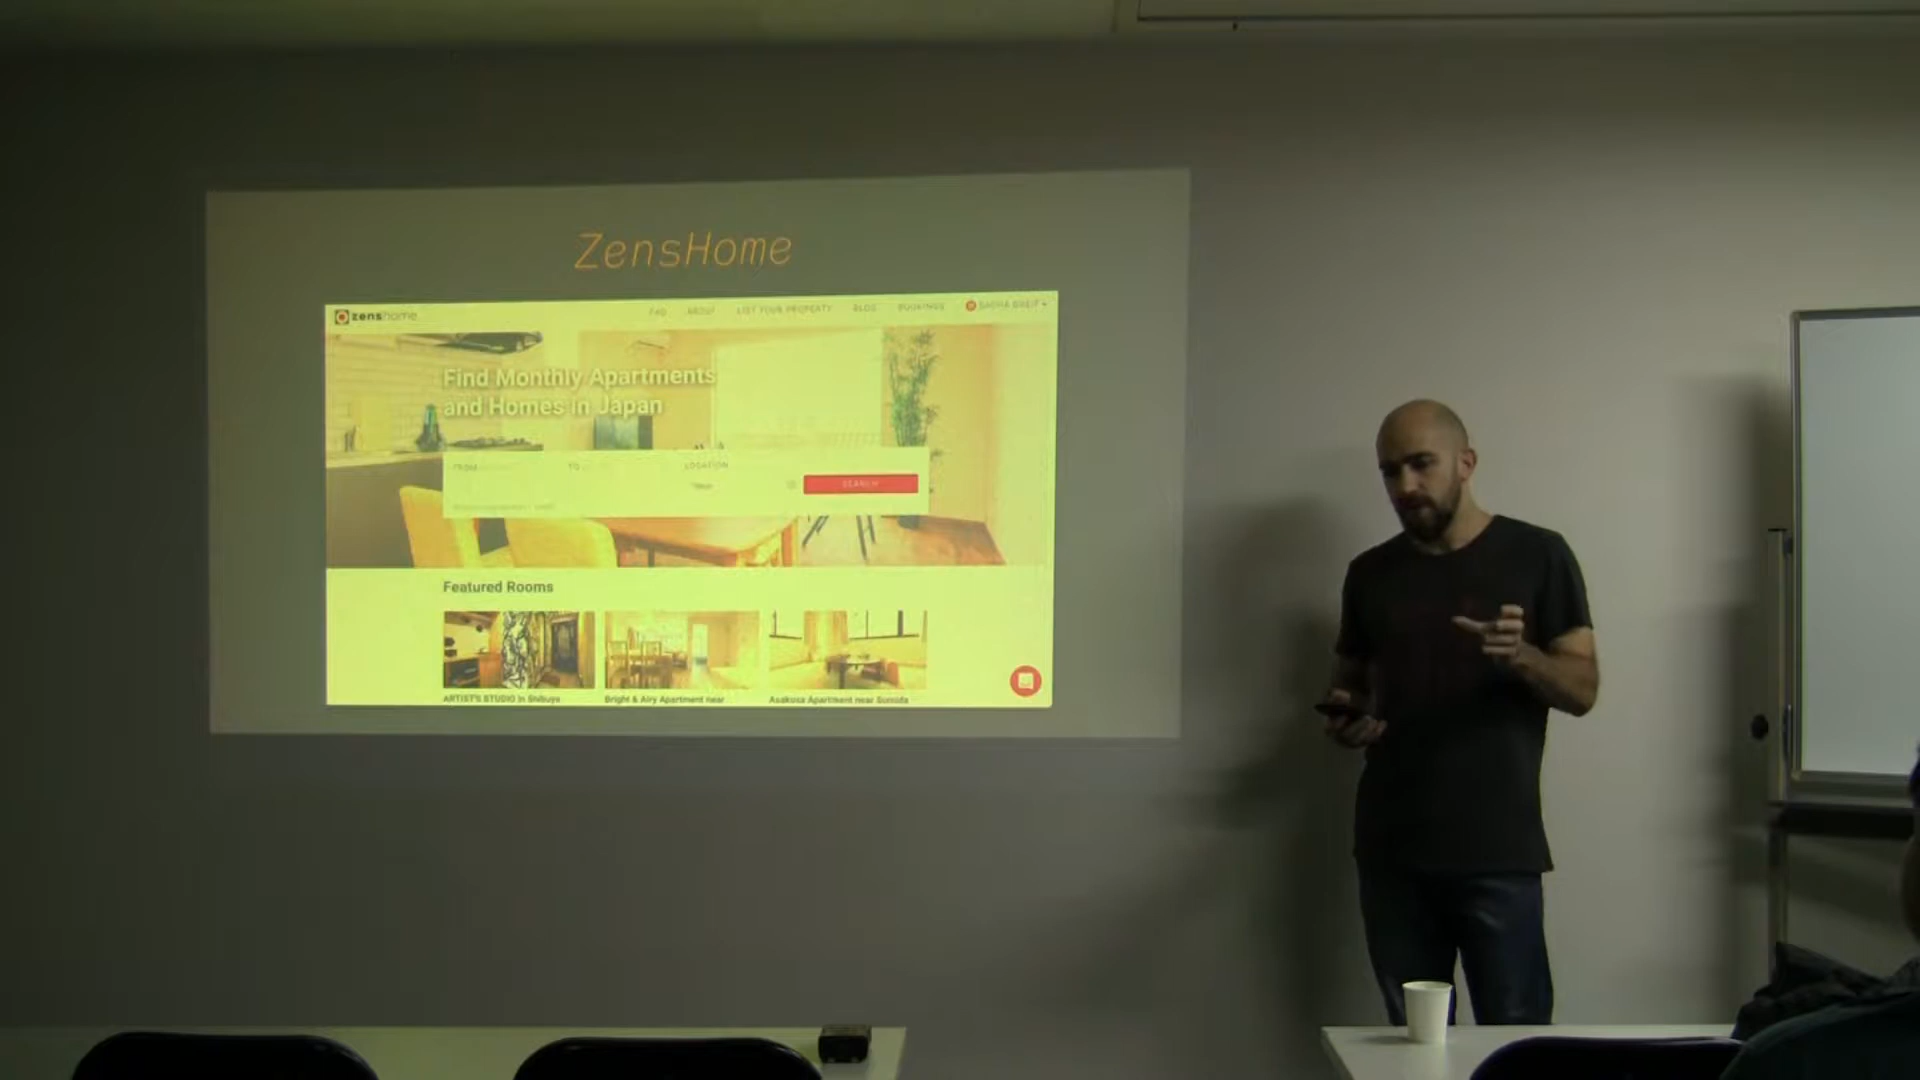 ZensHome
zenshome
FAQ ABOUT LIST YOUR PROPERTY BLOG BOOKINGS
Find Monthly Apartments
and Homes in Japan
FROM TO LOCATION
SEARCH
Featured Rooms
ARTIST'S STUDIO in Shibuya Bright & Airy Apartment near Asakusa Apartment near Sumida